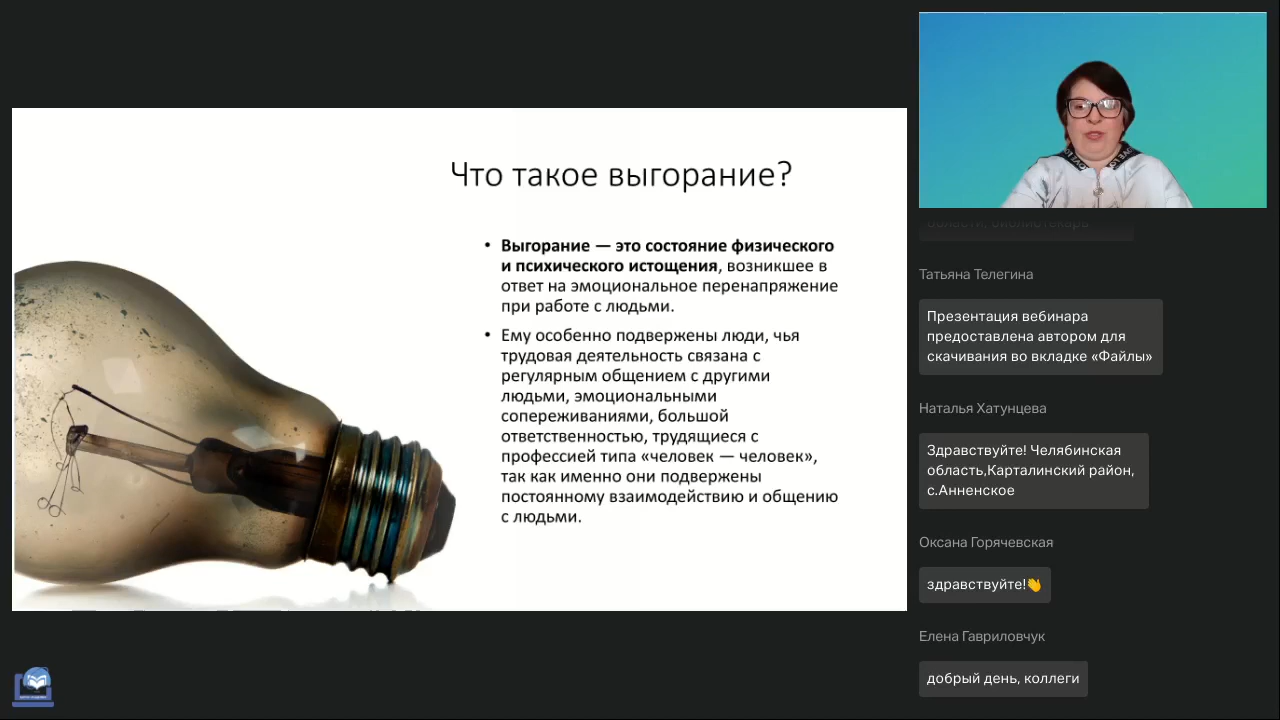 Что такое выгорание?
• Выгорание — это состояние физического
и психического истощения, возникшее в
ответ на эмоциональное перенапряжение
при работе с людьми.
• Ему особенно подвержены люди, чья
трудовая деятельность связана с
регулярным общением с другими
людьми, эмоциональными
сопереживаниями, большой
ответственностью, трудящиеся с
профессией типа «человек — человек»,
так как именно они подвержены
постоянному взаимодействию и общению
с людьми.
Татьяна Телегина
Презентация вебинара
предоставлена автором для
скачивания во вкладке «Файлы»
Наталья Хатунцева
Здравствуйте! Челябинская
область,Карталинский район,
с.Анненское
Оксана Горячевская
здравствуйте!👋
Елена Гавриловчук
добрый день, коллеги